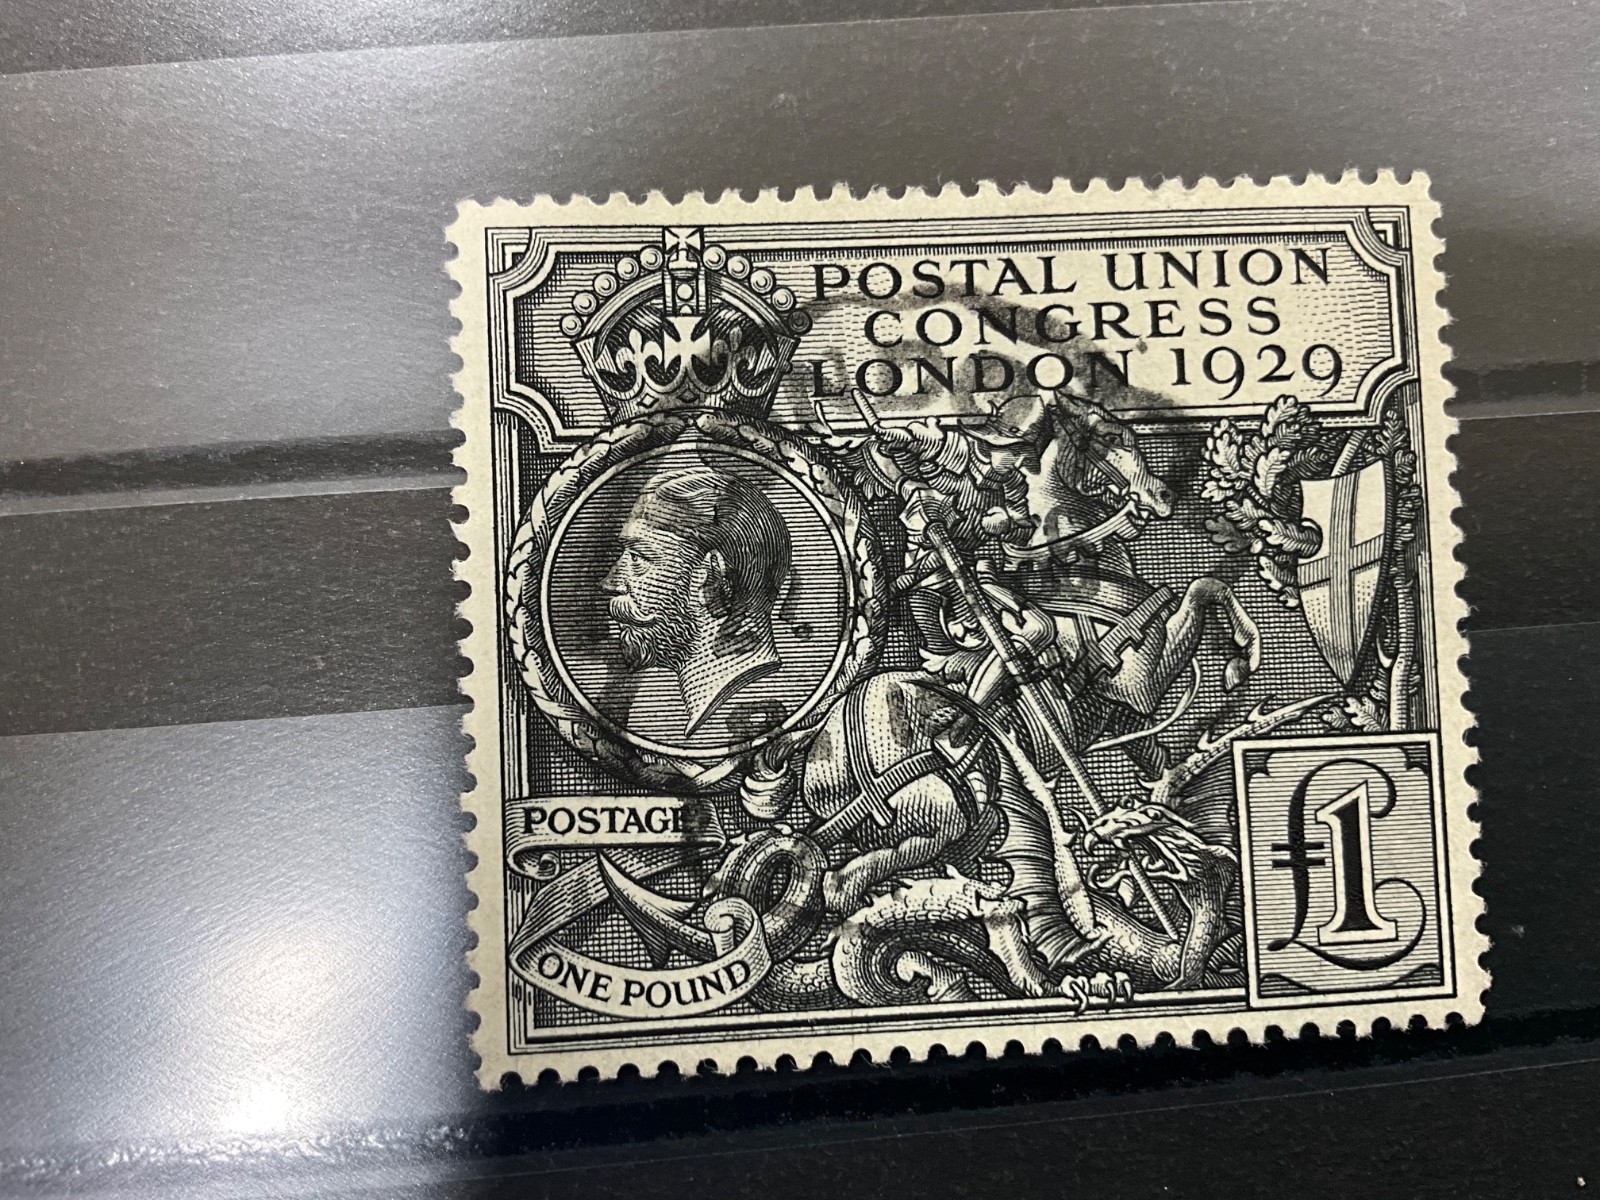 POSTAL UNION
CONGRESS
LONDON 1929
POSTAGE
ONE POUND
£1